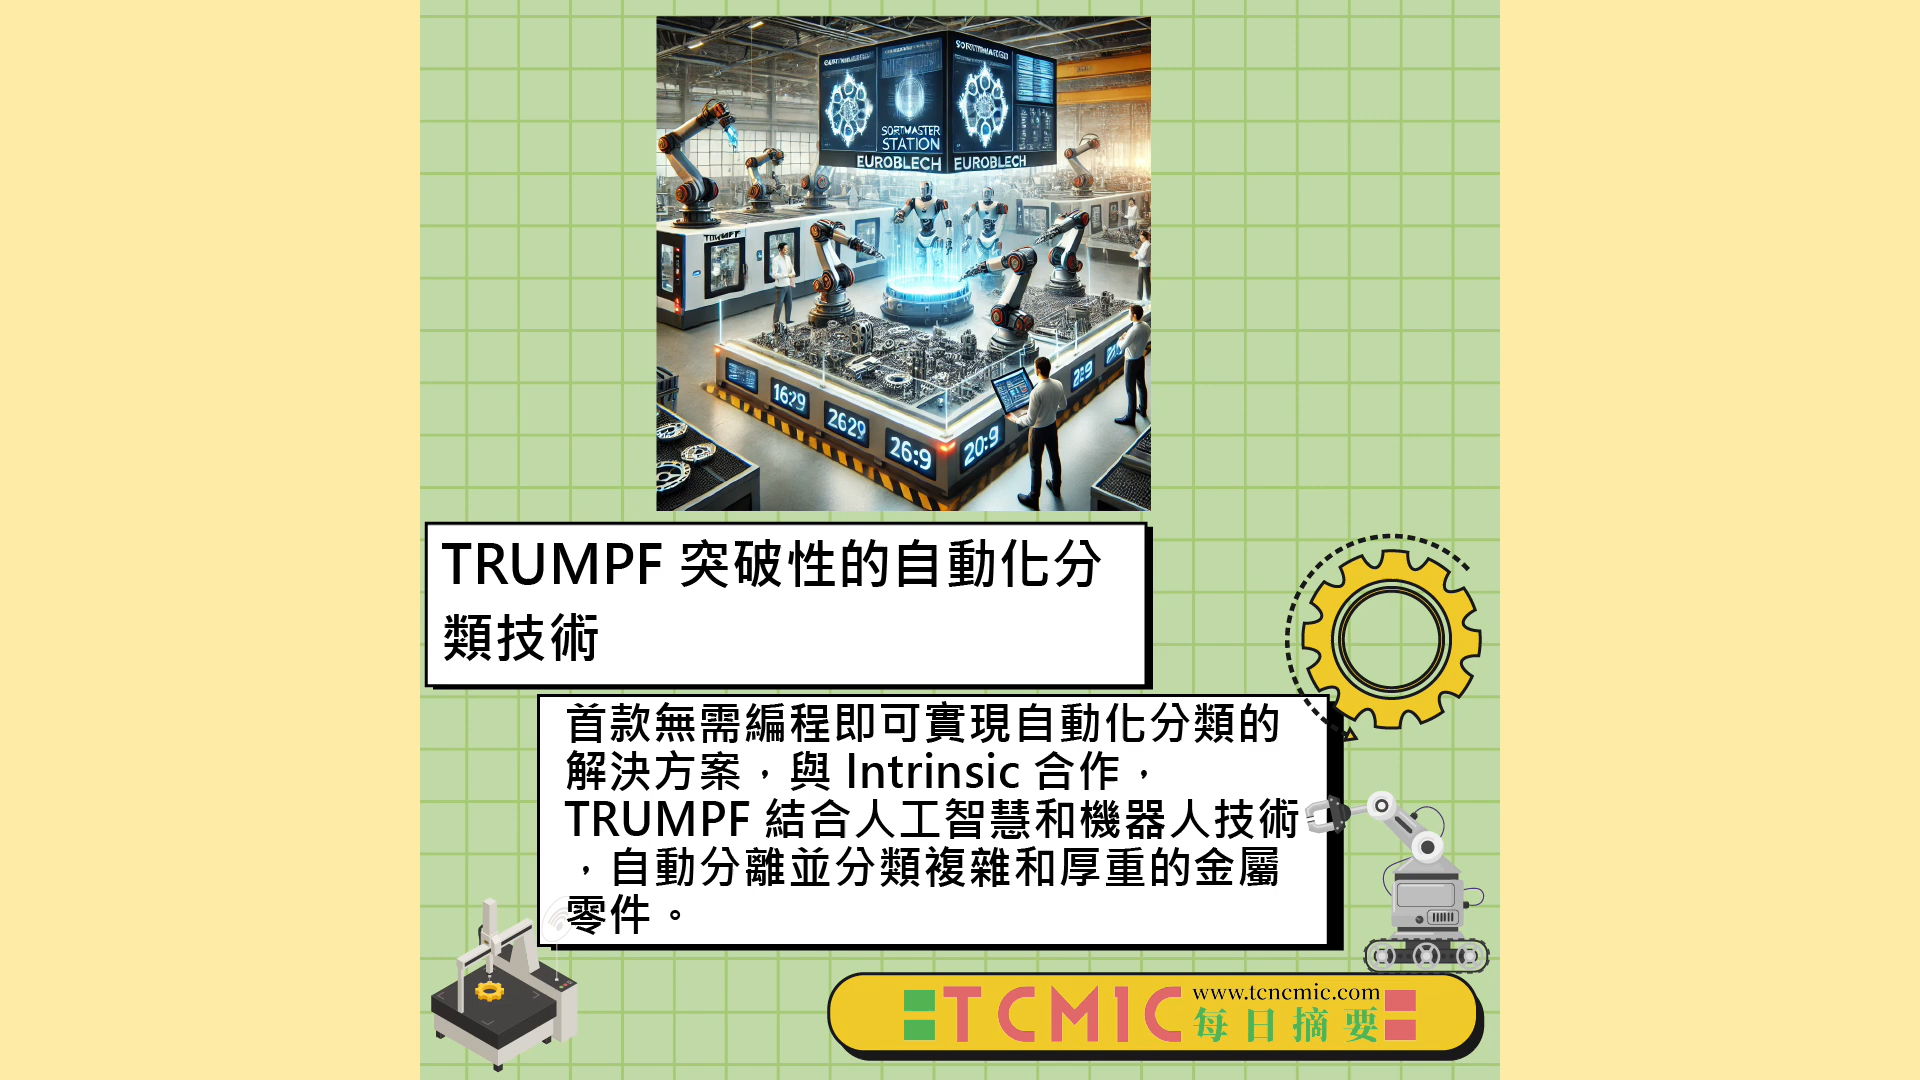 SORTMASTER
STATION
EUROBLECH EUROBLECH
16:29
2629
26:9
20:9
TRUMPF 突破性的自動化分
類技術
首款無需編程即可實現自動化分類的
解決方案，與 Intrinsic 合作，
TRUMPF 結合人工智慧和機器人技術
，自動分離並分類複雜和厚重的金屬
零件。
TCMIC www.tcncmic.com
每日摘要